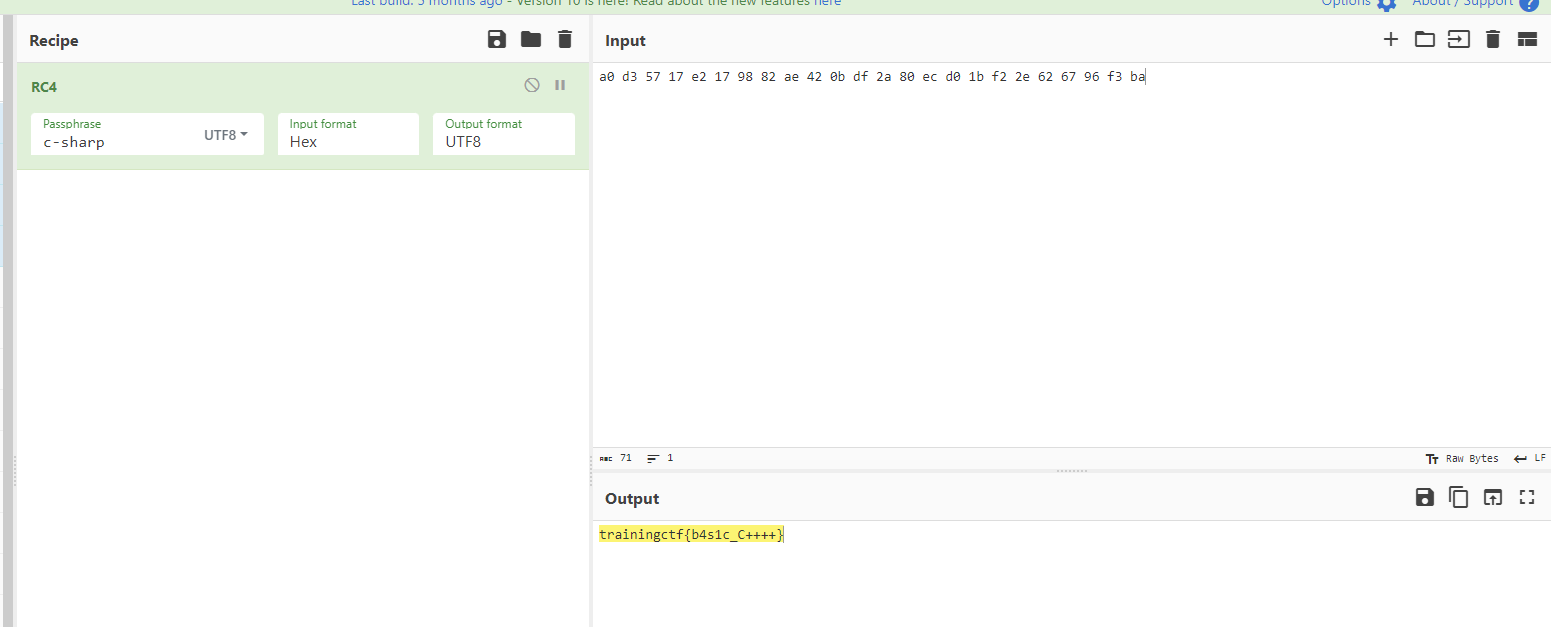 Last build: 5 months ago - Version 10 is here! Read about the new features here
Options
About / Support
Recipe
RC4
Passphrase
c-sharp
UTF8
Input format
Hex
Output format
UTF8
Input
a0 d3 57 17 e2 17 98 82 ae 42 0b df 2a 80 ec d0 1b f2 2e 62 67 96 f3 ba
ABC 71
1
Tт Raw Bytes
LF
Output
trainingctf{b4s1c_C++++}